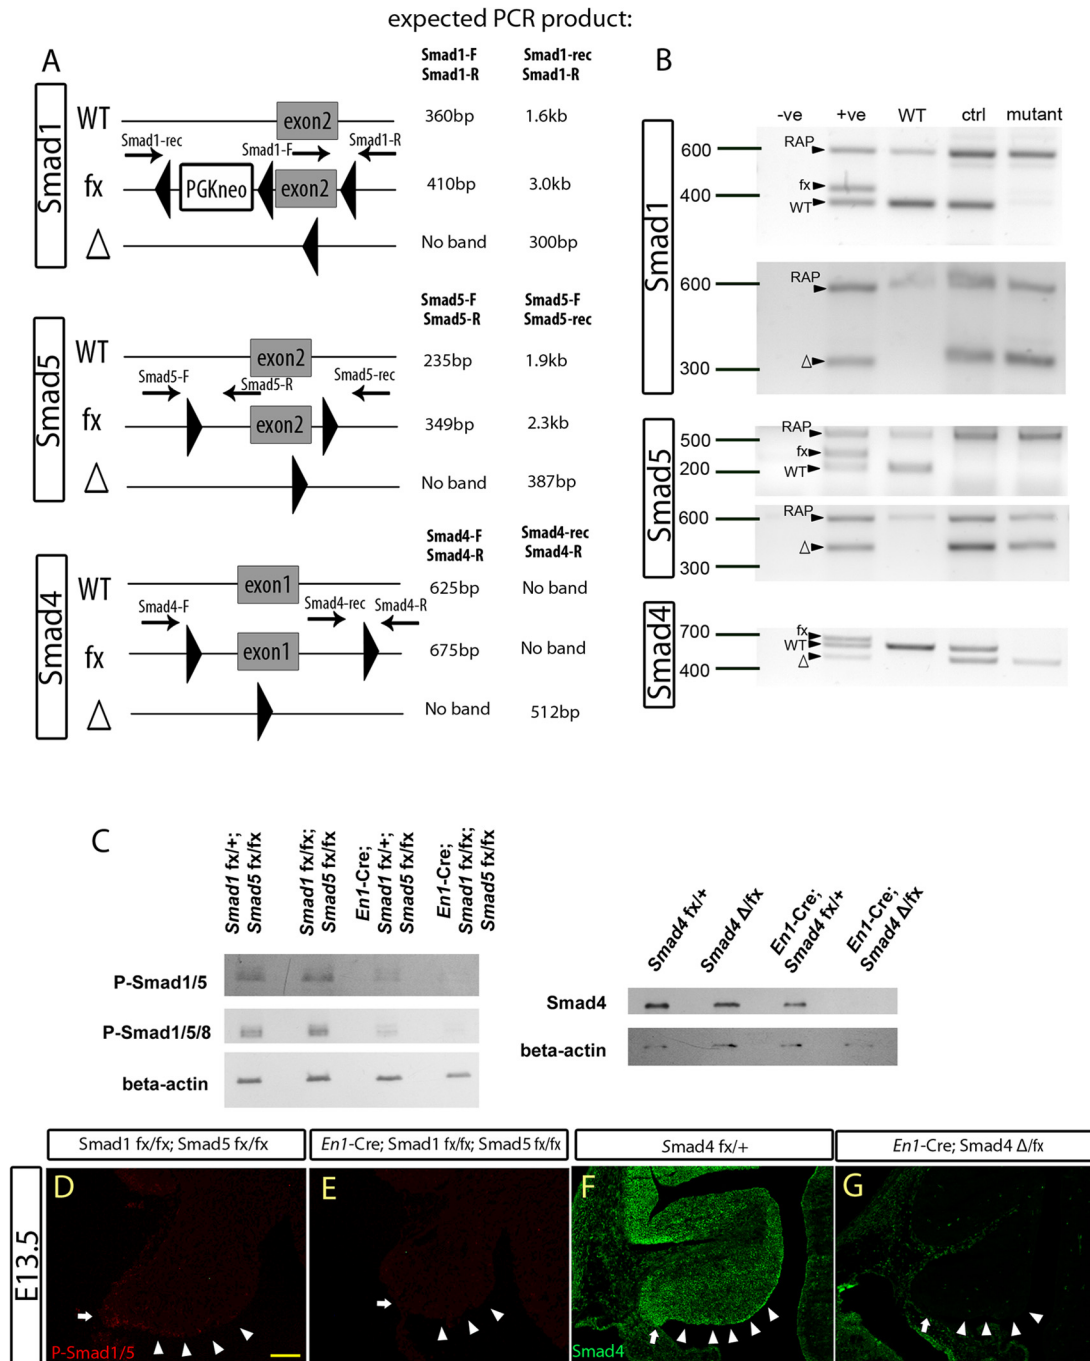 expected PCR product:
A
Smad1-F
Smad1-R
Smad1-rec
Smad1-R
Smad1
WT
exon2
360bp
1.6kb
Smad1-rec
Smad1-F
Smad1-R
fx
PGKneo
exon2
410bp
3.0kb
Δ
No band
300bp
Smad5-F
Smad5-R
Smad5-F
Smad5-rec
Smad5
WT
exon2
235bp
1.9kb
Smad5-F
Smad5-R
Smad5-rec
fx
exon2
349bp
2.3kb
Δ
No band
387bp
Smad4-F
Smad4-R
Smad4-rec
Smad4-R
Smad4
WT
exon1
625bp
No band
Smad4-F
Smad4-rec
Smad4-R
fx
exon1
675bp
No band
Δ
No band
512bp
B
-ve +ve WT ctrl mutant
Smad1
600
RAP
fx
400
WT
600
RAP
300
Δ
Smad5
500
RAP
fx
200
WT
600
RAP
Δ
300
Smad4
700
fx
WT
400
Δ
C
Smad1 fx/+;
Smad5 fx/fx
Smad1 fx/fx;
Smad5 fx/fx
En1-Cre;
Smad1 fx/+;
Smad5 fx/fx
En1-Cre;
Smad1 fx/fx;
Smad5 fx/fx
P-Smad1/5
P-Smad1/5/8
beta-actin
Smad4 fx/+
Smad4 Δ/fx
En1-Cre;
Smad4 fx/+
En1-Cre;
Smad4 Δ/fx
Smad4
beta-actin
Smad1 fx/fx; Smad5 fx/fx
En1-Cre; Smad1 fx/fx; Smad5 fx/fx
Smad4 fx/+
En1-Cre; Smad4 Δ/fx
E13.5
D
P-Smad1/5
E
F
Smad4
G